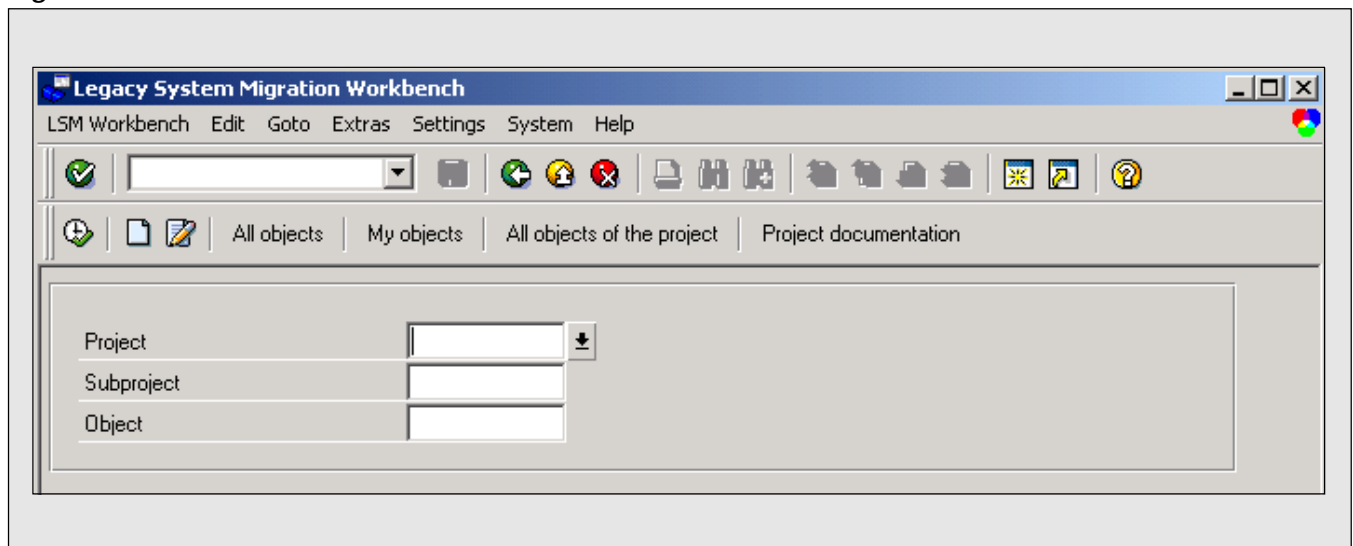 Legacy System Migration Workbench
LSM Workbench Edit Goto Extras Settings System Help
All objects My objects All objects of the project Project documentation
Project
Subproject
Object